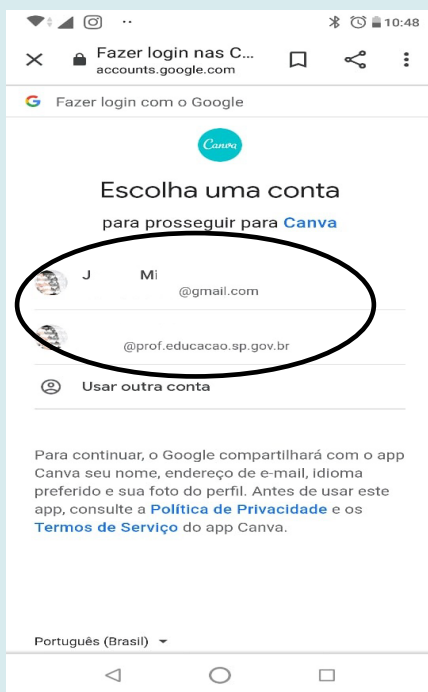 10:48
Fazer login nas C...
accounts.google.com
G Fazer login com o Google
Canva
Escolha uma conta
para prosseguir para Canva
J Mi
@gmail.com
@prof.educacao.sp.gov.br
Usar outra conta
Para continuar, o Google compartilhará com o app
Canva seu nome, endereço de e-mail, idioma
preferido e sua foto do perfil. Antes de usar este
app, consulte a Política de Privacidade e os
Termos de Serviço do app Canva.
Português (Brasil)